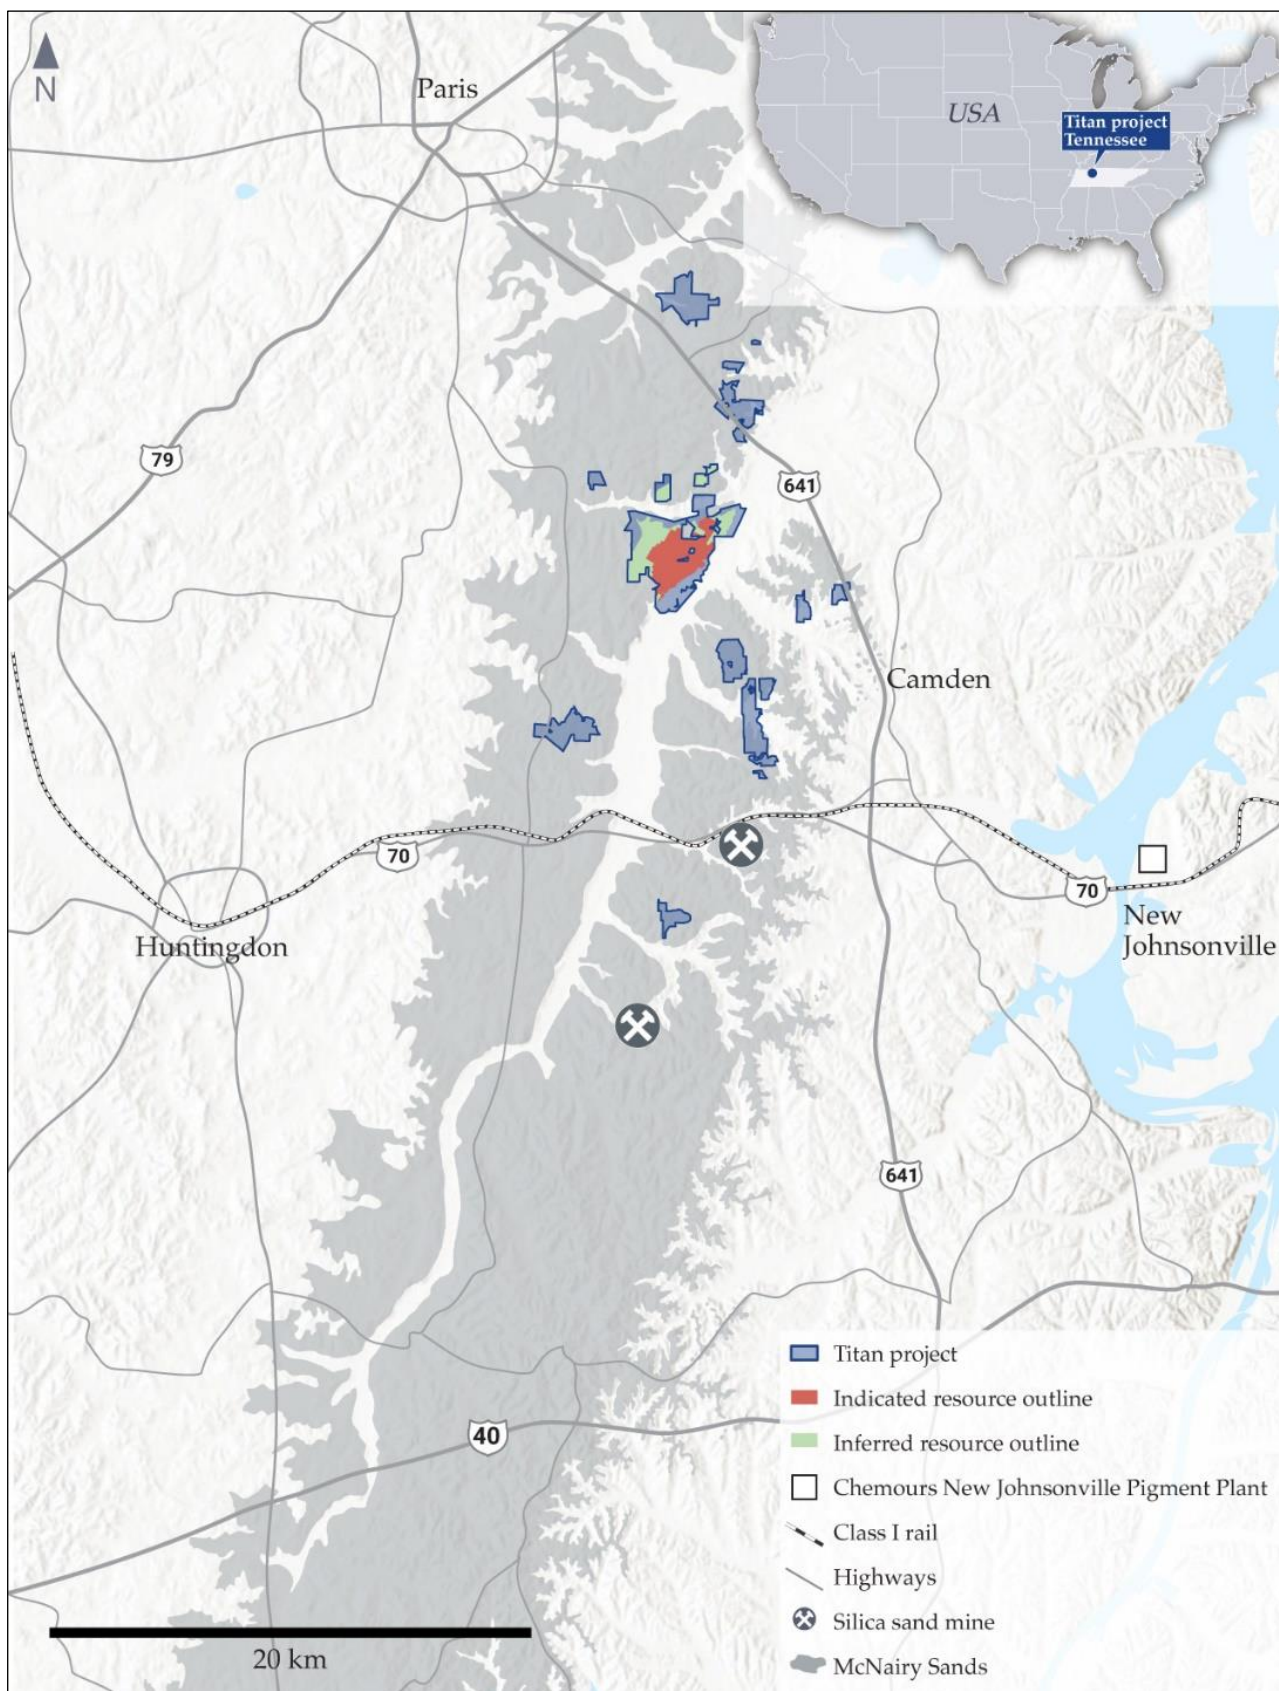 N
Paris
USA
Titan project
Tennessee
79
641
Camden
70
70
Huntingdon
New
Johnsonville
641
40
Titan project
Indicated resource outline
Inferred resource outline
Chemours New Johnsonville Pigment Plant
Class I rail
Highways
Silica sand mine
McNairy Sands
20 km